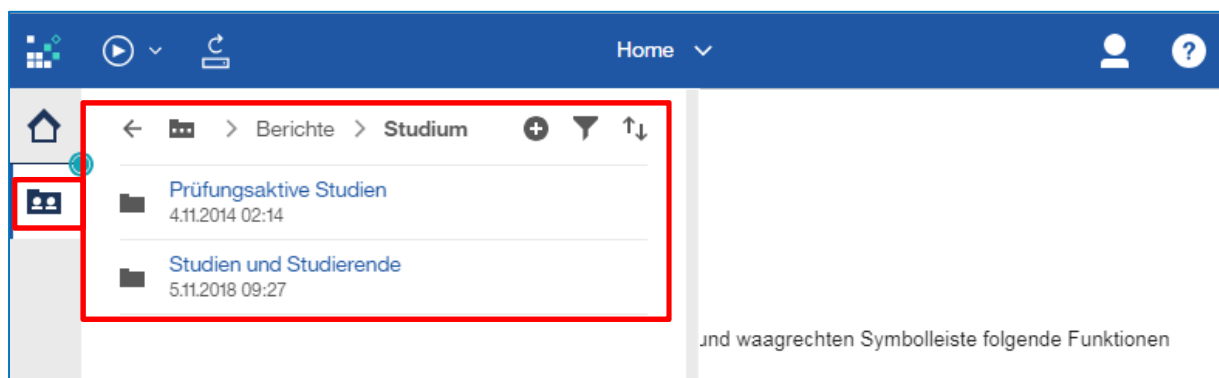 Home
?
> Berichte > Studium
Prüfungsaktive Studien
4.11.2014 02:14
Studien und Studierende
5.11.2018 09:27
und waagrechten Symbolleiste folgende Funktionen